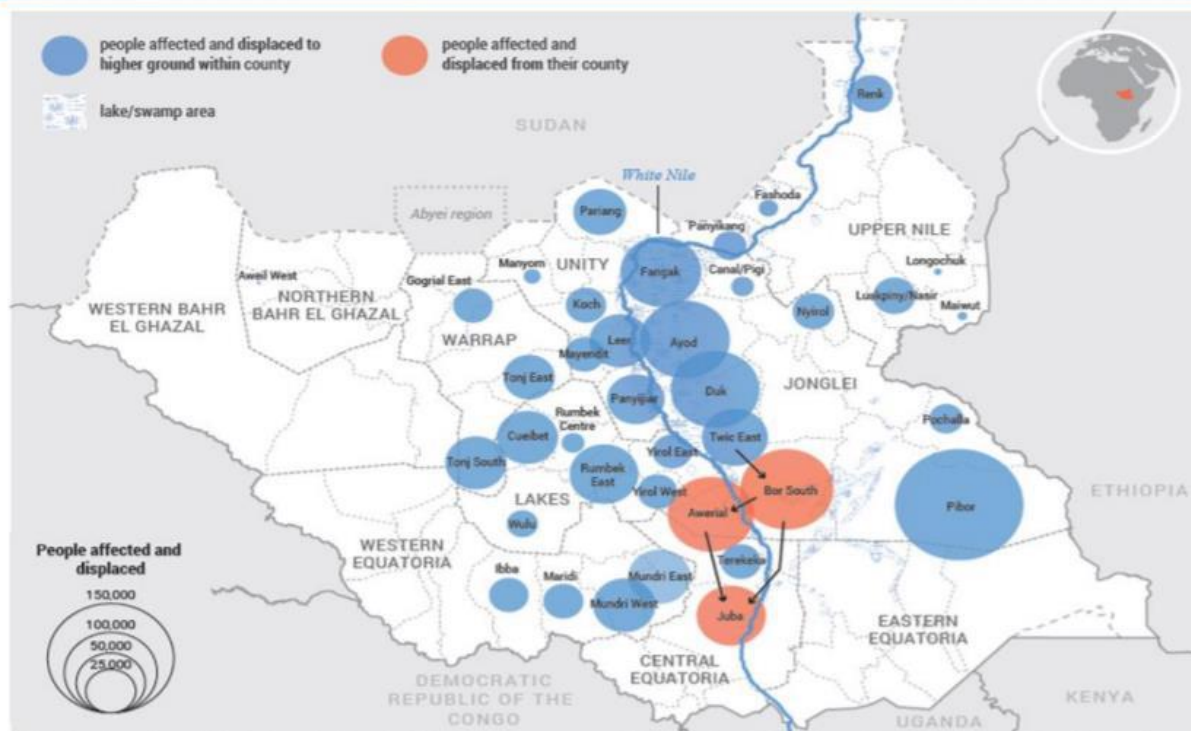 people affected and displaced to
higher ground within county
people affected and
displaced from their county
lake/swamp area
SUDAN
Renk
White Nile
Fashoda
Abyei region
Pariang
Panyikang
UPPER NILE
Longochuk
Manyom
UNITY
Fangak
Canal/Pigi
Aweil West
Gogrial East
Luakpiny/Nasir
Maiwut
WESTERN BAHR
EL GHAZAL
NORTHERN
BAHR EL GHAZAL
Koch
Nyirol
WARRAP
Leer
Ayod
Mayendit
JONGLEI
Tonj East
Duk
Panyijiar
Rumbek
Centre
Pochalla
Cueibet
Twic East
Yirol East
Tonj South
Rumbek
East
Yirol West
Bor South
ETHIOPIA
LAKES
Awerial
Pibor
Wulu
People affected and
displaced
WESTERN
EQUATORIA
Terekeka
Ibba
Maridi
Mundri East
150,000
Mundri West
Juba
100,000
50,000
25,000
EASTERN
EQUATORIA
CENTRAL
EQUATORIA
DEMOCRATIC
REPUBLIC OF THE
CONGO
KENYA
UGANDA